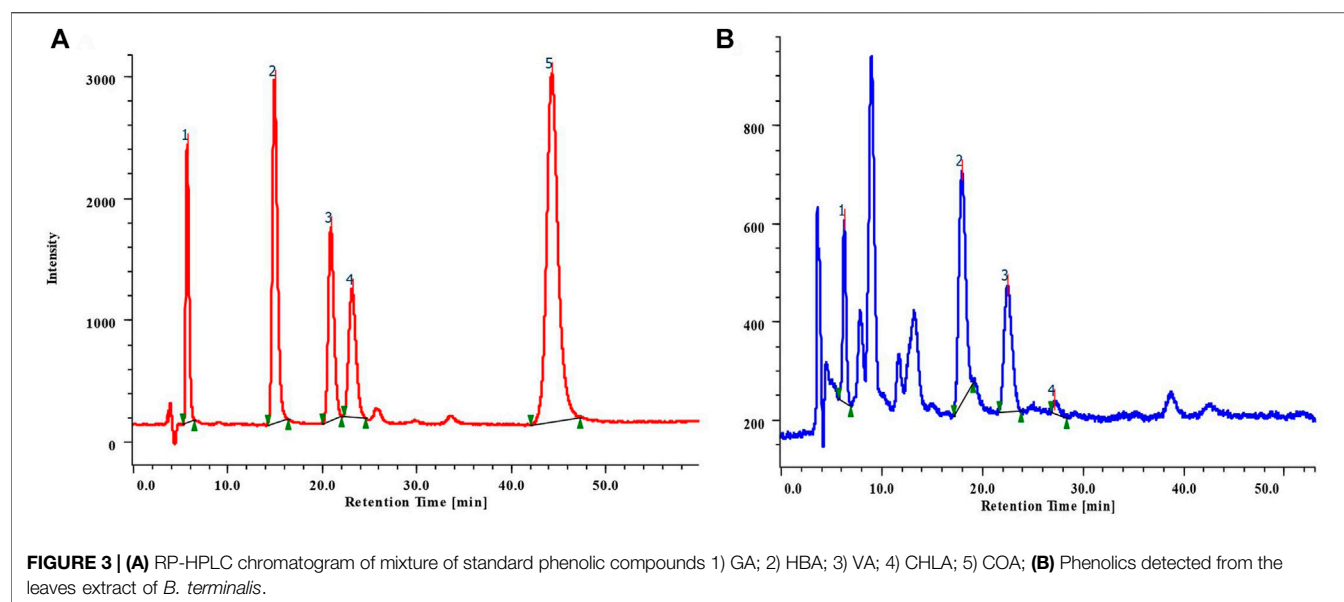 A
3000
2000
1000
0
Intensity
1
2
3
4
5
0.0 10.0 20.0 30.0 40.0 50.0
Retention Time [min]
B
800
600
400
200
1
2
3
4
0.0 10.0 20.0 30.0 40.0 50.0
Retention Time [min]
FIGURE 3 | (A) RP-HPLC chromatogram of mixture of standard phenolic compounds 1) GA; 2) HBA; 3) VA; 4) CHLA; 5) COA; (B) Phenolics detected from the
leaves extract of B. terminalis.